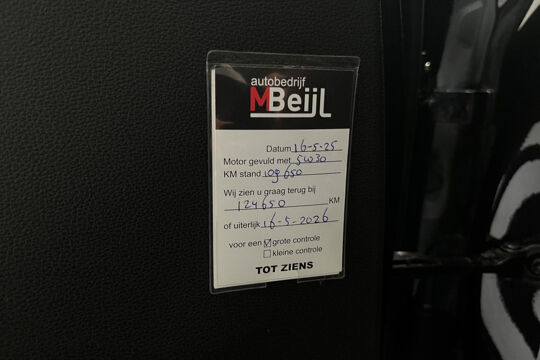 autobedrijf
MBeijL
Datum 16-5-25
Motor gevuld met 5W30
KM stand 109650
Wij zien u graag terug bij
124650 KM
of uiterlijk 16-5-2026
voor een grote controle
kleine controle
TOT ZIENS